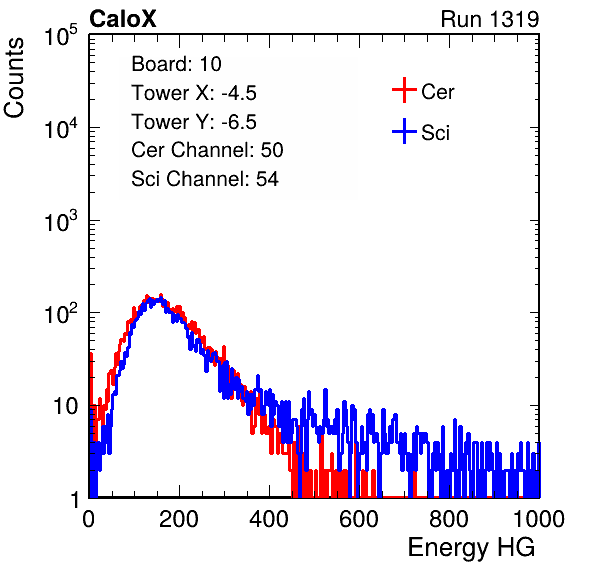 CaloX Run 1319
Counts
10^5
10^4
10^3
10^2
10
1
Board: 10
Tower X: -4.5
Tower Y: -6.5
Cer Channel: 50
Sci Channel: 54
Cer
Sci
0 200 400 600 800 1000
Energy HG